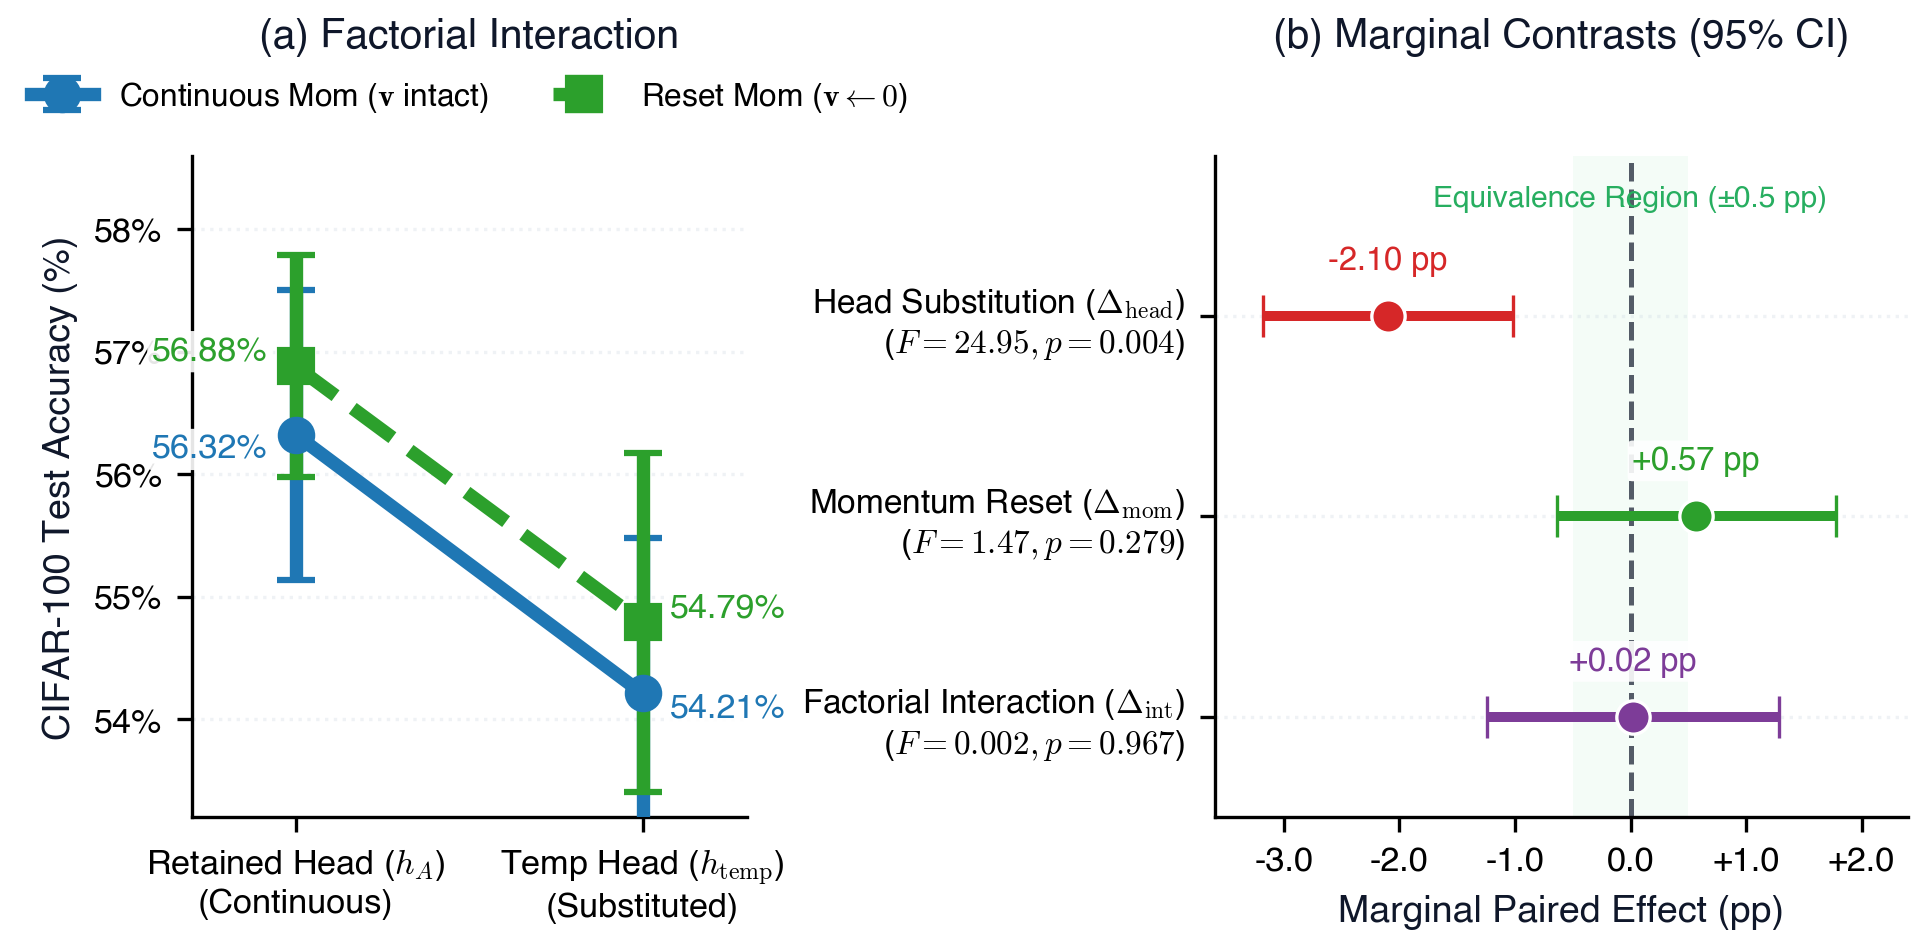 (a) Factorial Interaction
Continuous Mom (v intact)
Reset Mom (v ← 0)
CIFAR-100 Test Accuracy (%)
58%
57%
56%
55%
54%
56.88%
56.32%
54.79%
54.21%
Retained Head (h_A)
(Continuous)
Temp Head (h_temp)
(Substituted)
(b) Marginal Contrasts (95% CI)
Equivalence Region (±0.5 pp)
-2.10 pp
Head Substitution (Δ_head)
(F = 24.95, p = 0.004)
+0.57 pp
Momentum Reset (Δ_mom)
(F = 1.47, p = 0.279)
+0.02 pp
Factorial Interaction (Δ_int)
(F = 0.002, p = 0.967)
-3.0
-2.0
-1.0
0.0
+1.0
+2.0
Marginal Paired Effect (pp)